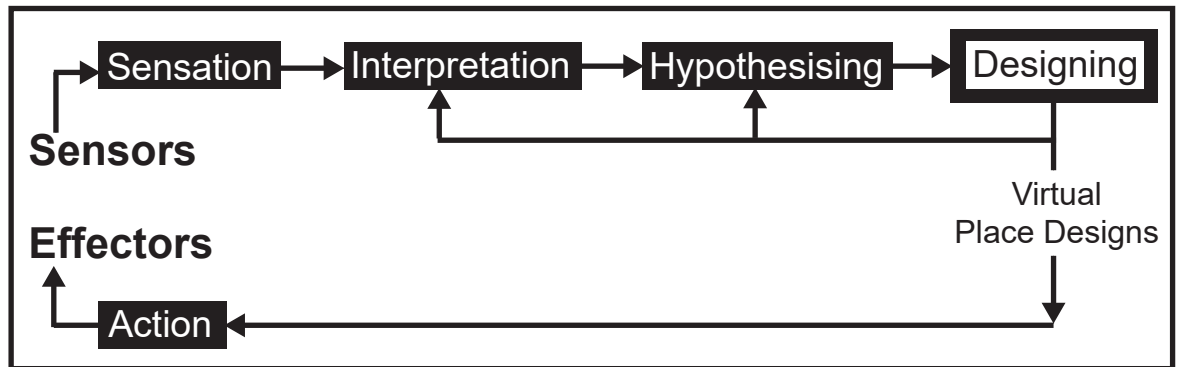 Sensation
Interpretation
Hypothesising
Designing
Sensors
Virtual
Place Designs
Effectors
Action